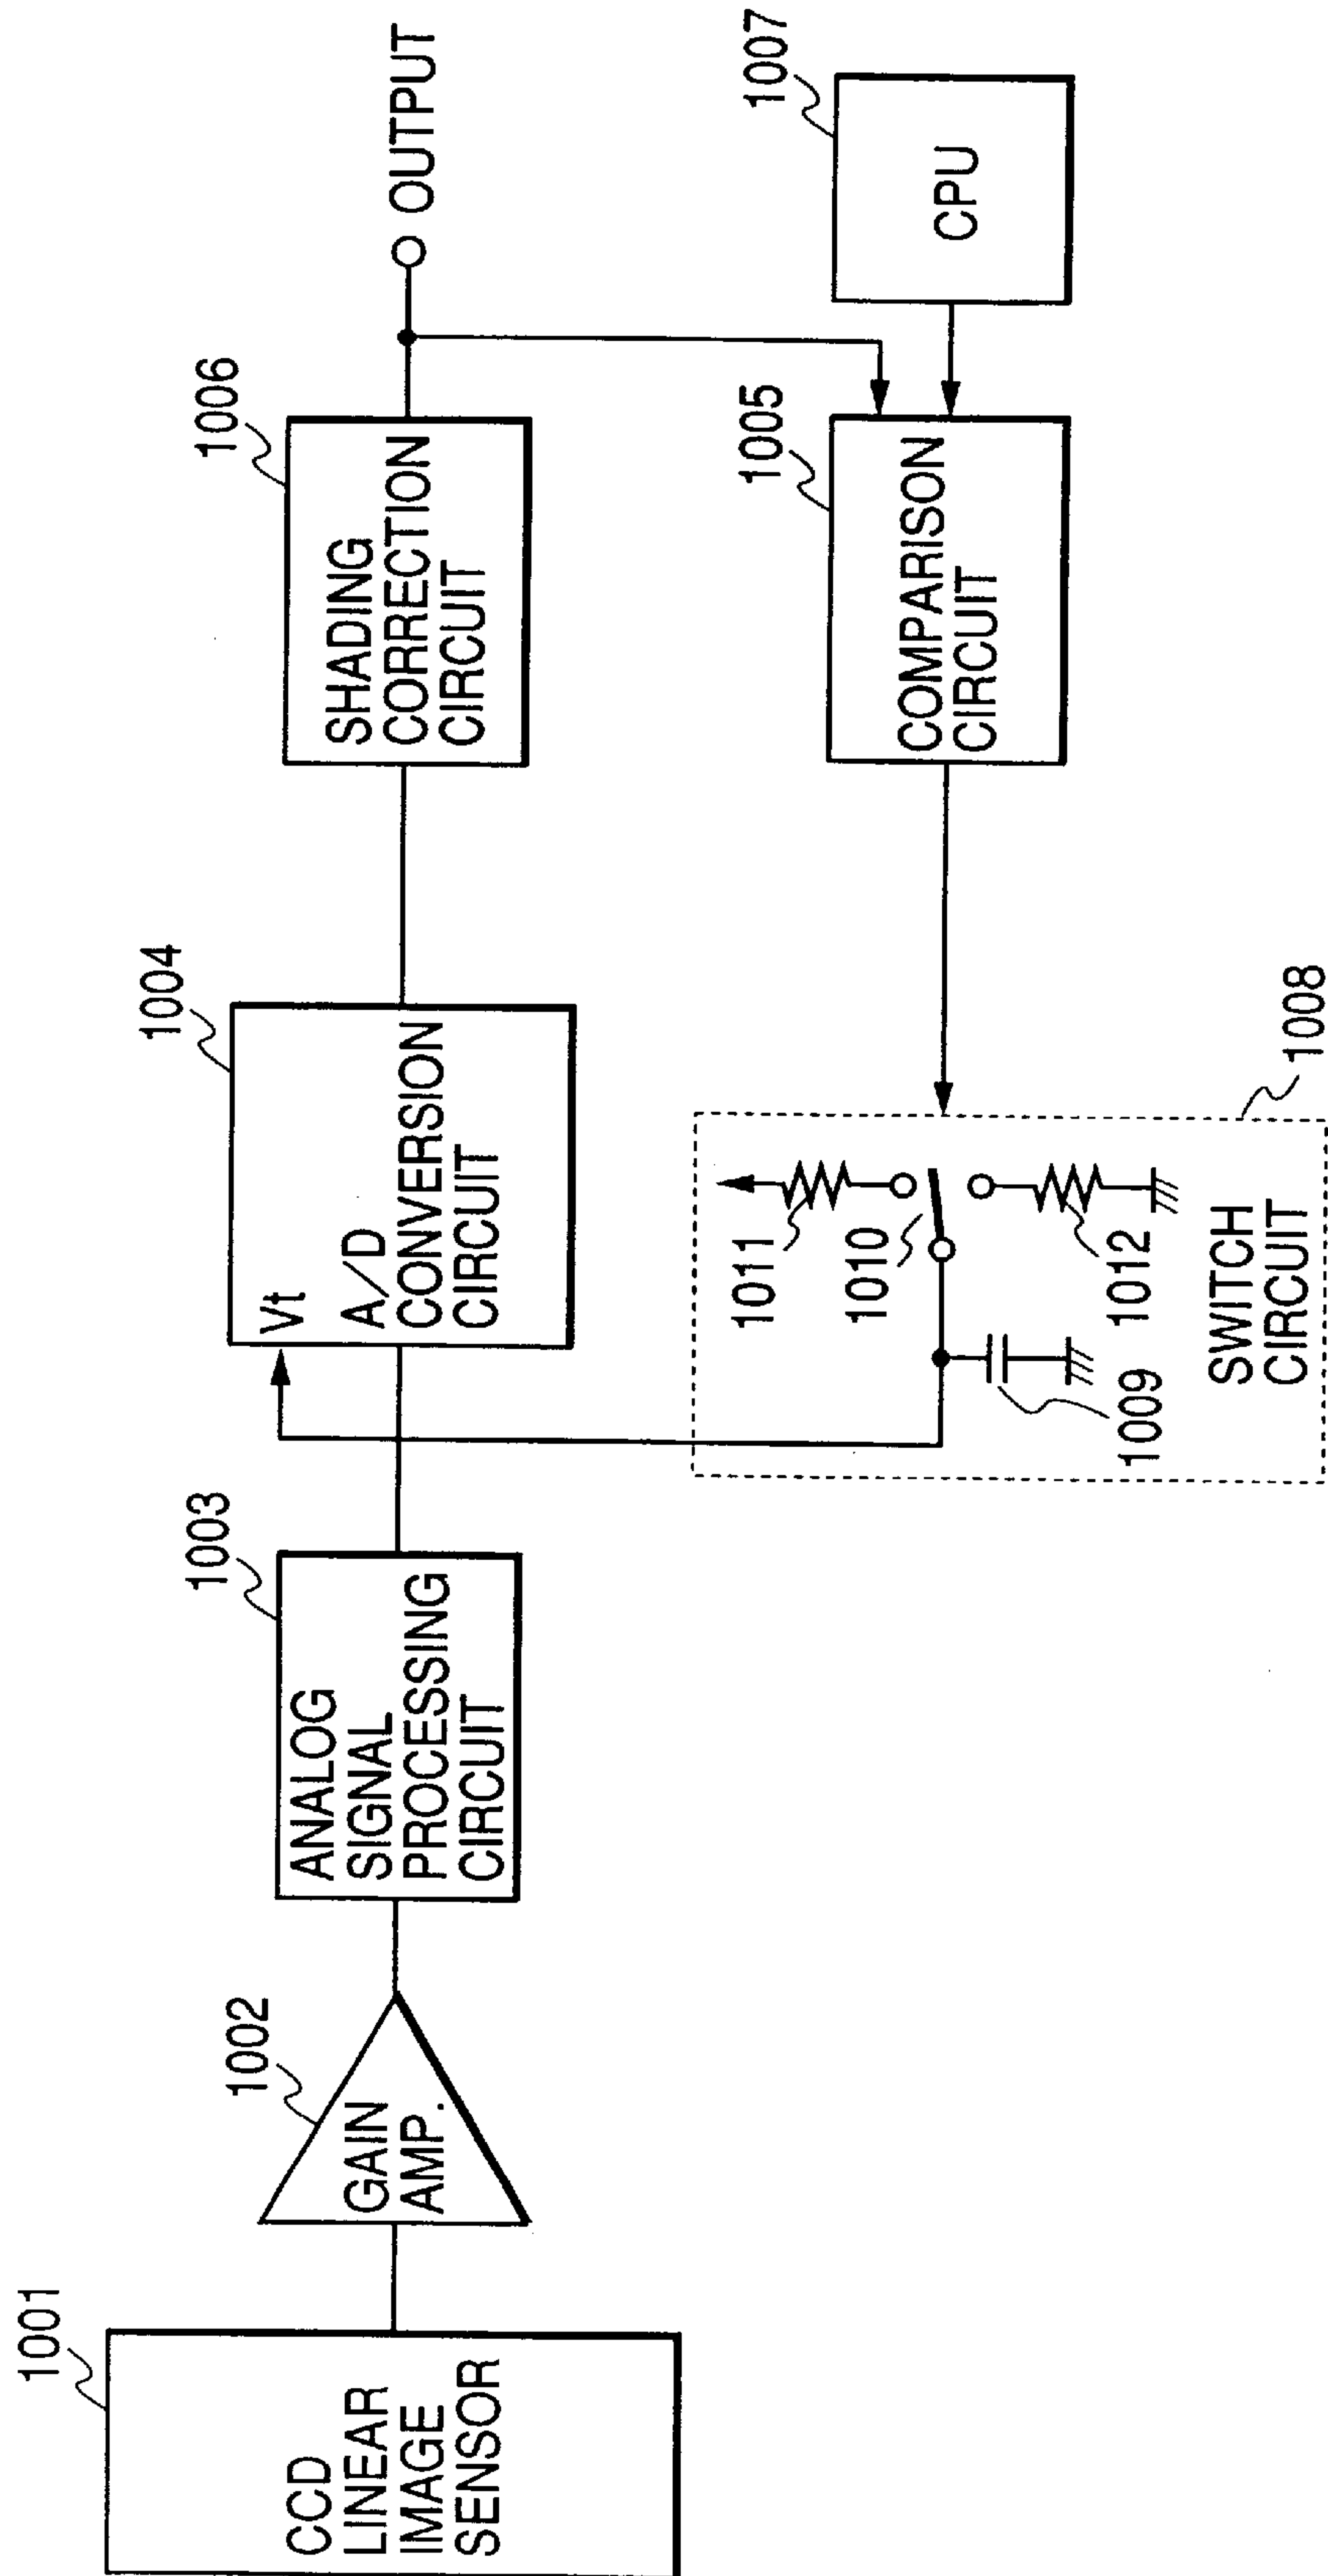 1001
CCD
LINEAR
IMAGE
SENSOR
1002
GAIN
AMP.
1003
ANALOG
SIGNAL
PROCESSING
CIRCUIT
1004
Vt
A/D
CONVERSION
CIRCUIT
1006
SHADING
CORRECTION
CIRCUIT
OUTPUT
1007
CPU
1005
COMPARISON
CIRCUIT
1008
1011
1010
1012
1009
SWITCH
CIRCUIT